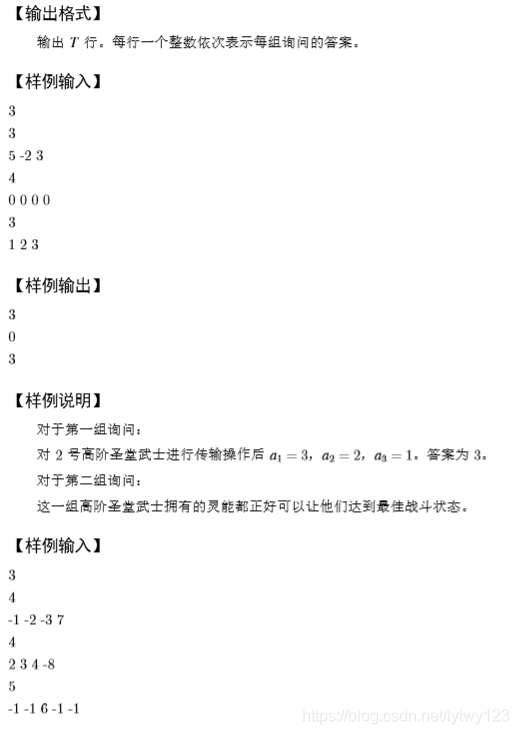 【输出格式】
输出 T 行。每行一个整数依次表示每组询问的答案。
【样例输入】
3
3
5 -2 3
4
0 0 0 0
3
1 2 3
【样例输出】
3
0
3
【样例说明】
对于第一组询问：
对 2 号高阶圣堂武士进行传输操作后 a₁ = 3，a₂ = 2，a₃ = 1。答案为 3。
对于第二组询问：
这一组高阶圣堂武士拥有的灵能都正好可以让他们达到最佳战斗状态。
【样例输入】
3
4
-1 -2 -3 7
4
2 3 4 -8
5
-1 -1 6 -1 -1
https://blog.csdn.net/lytwy123